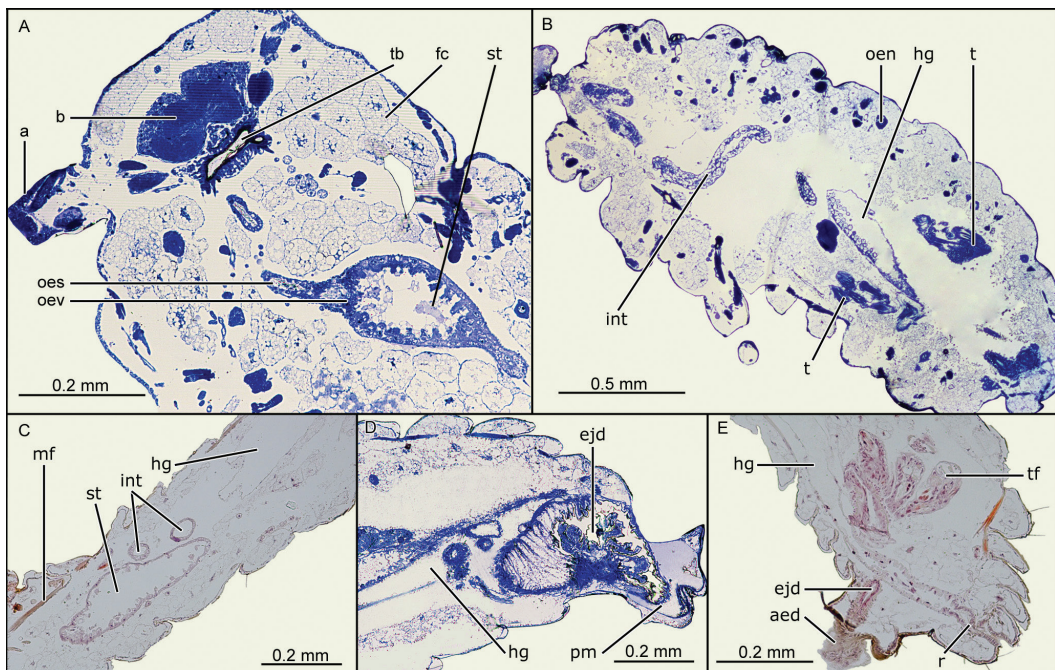 A
tb
fc
st
b
a
oes
oev
0.2 mm
B
oen
hg
t
int
t
0.5 mm
C
mf
st
int
hg
0.2 mm
D
ejd
hg
pm
0.2 mm
E
hg
tf
ejd
aed
r
0.2 mm